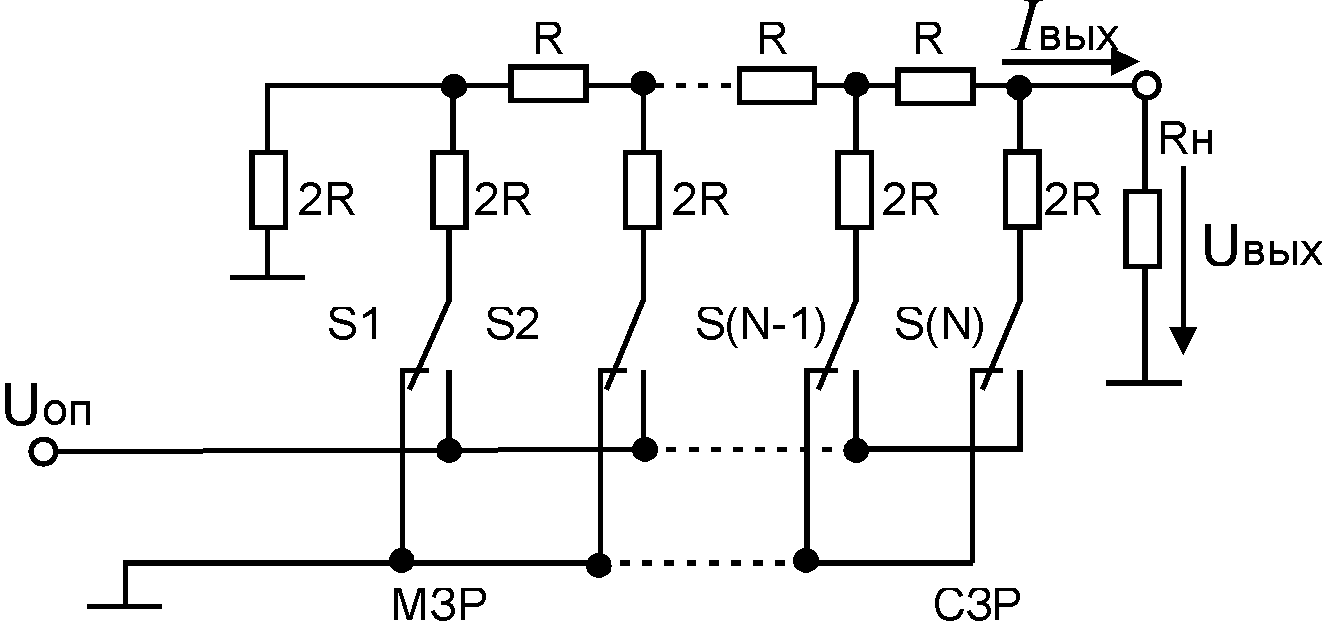 R R R Iвых
2R 2R 2R 2R 2R Rн
Uвых
S1 S2 S(N-1) S(N)
Uоп
МЗР СЗР